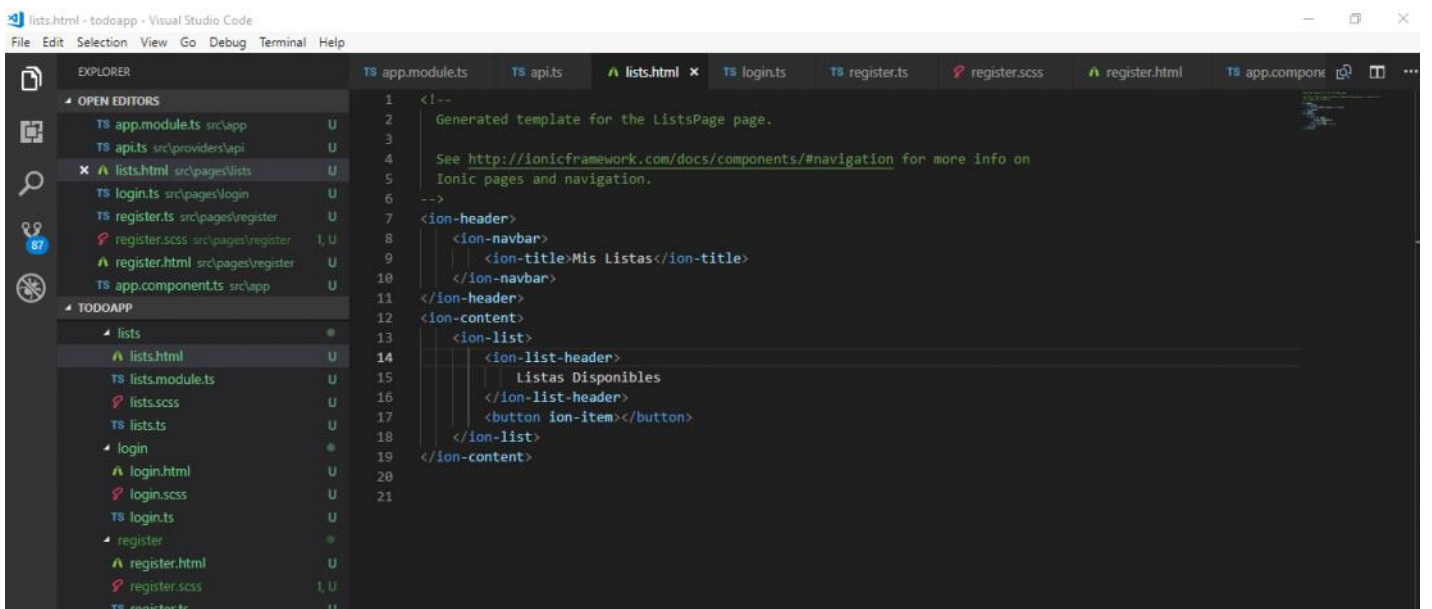 lists.html - todoapp - Visual Studio Code
File Edit Selection View Go Debug Terminal Help
EXPLORER
OPEN EDITORS
TS app.module.ts src\app U
TS api.ts src\providers\api U
lists.html src\pages\lists U
TS login.ts src\pages\login U
TS register.ts src\pages\register U
register.scss src\pages\register 1, U
register.html src\pages\register U
TS app.component.ts src\app U
TODOAPP
lists
lists.html U
TS lists.module.ts U
lists.scss U
TS lists.ts U
login
login.html U
login.scss U
TS login.ts U
register
register.html U
register.scss 1, U
TS register.ts U
87
TS app.module.ts TS api.ts lists.html TS login.ts TS register.ts register.scss register.html TS app.compone
1 <!--
2 Generated template for the ListsPage page.
3
4 See http://ionicframework.com/docs/components/#navigation for more info on
5 Ionic pages and navigation.
6 -->
7 <ion-header>
8 <ion-navbar>
9 <ion-title>Mis Listas</ion-title>
10 </ion-navbar>
11 </ion-header>
12 <ion-content>
13 <ion-list>
14 <ion-list-header>
15 Listas Disponibles
16 </ion-list-header>
17 <button ion-item></button>
18 </ion-list>
19 </ion-content>
20
21